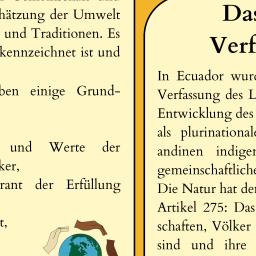 hätzung der Umwelt
und Traditionen. Es
kennzeichnet ist und
ben einige Grund-
und Werte der
ker,
rant der Erfüllung
t,
Das
Verf
In Ecuador wurd
Verfassung des L
Entwicklung des
als plurinationale
andinen indigen
gemeinschaftliche
Die Natur hat der
Artikel 275: Das
schaften, Völker
sind und ihre